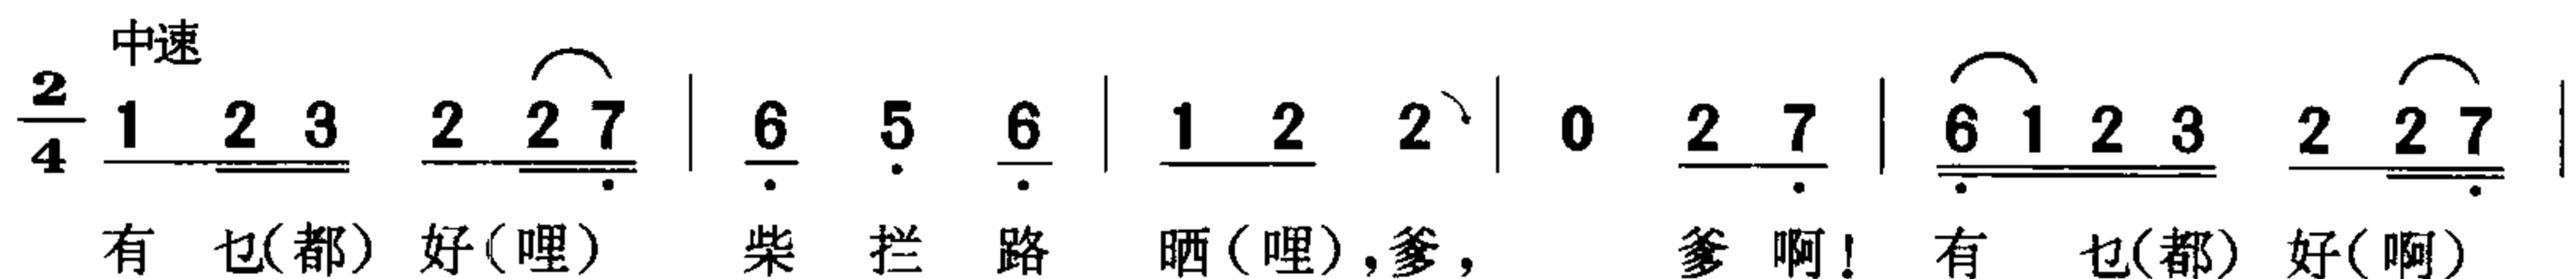 中速
2/4 1 2 3 2 2 7 | 6 5 6 | 1 2 2 | 0 2 7 | 6 1 2 3 2 2 7 |
有 乜(都) 好(哩) 柴 拦 路 晒(哩),爹, 爹 啊! 有 乜(都) 好(啊)